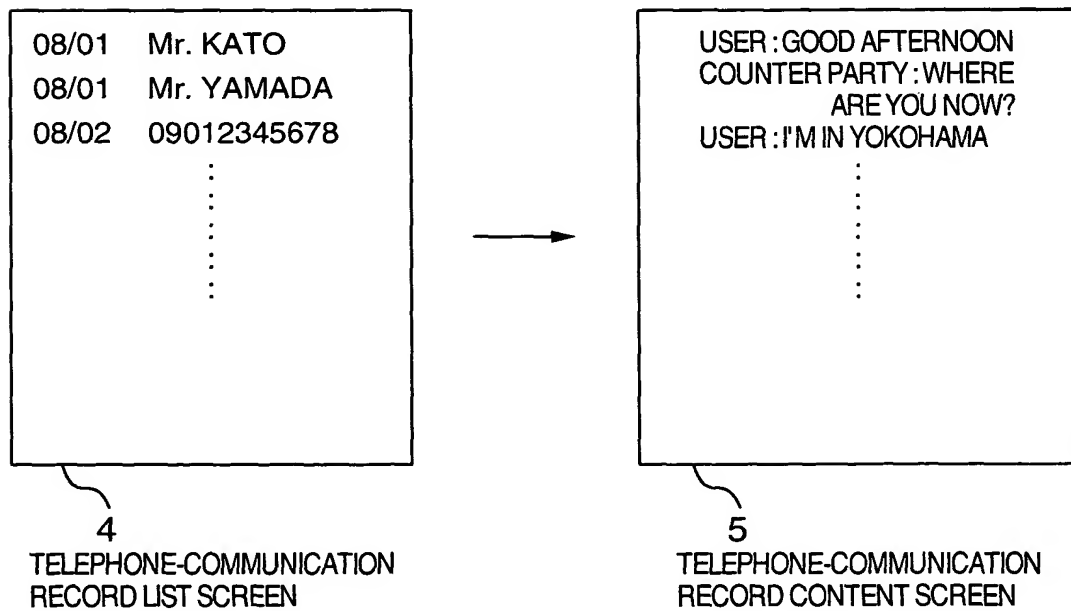 08/01 Mr. KATO
08/01 Mr. YAMADA
08/02 09012345678
USER : GOOD AFTERNOON
COUNTER PARTY : WHERE
ARE YOU NOW?
USER : I'M IN YOKOHAMA
4
TELEPHONE-COMMUNICATION
RECORD LIST SCREEN
5
TELEPHONE-COMMUNICATION
RECORD CONTENT SCREEN